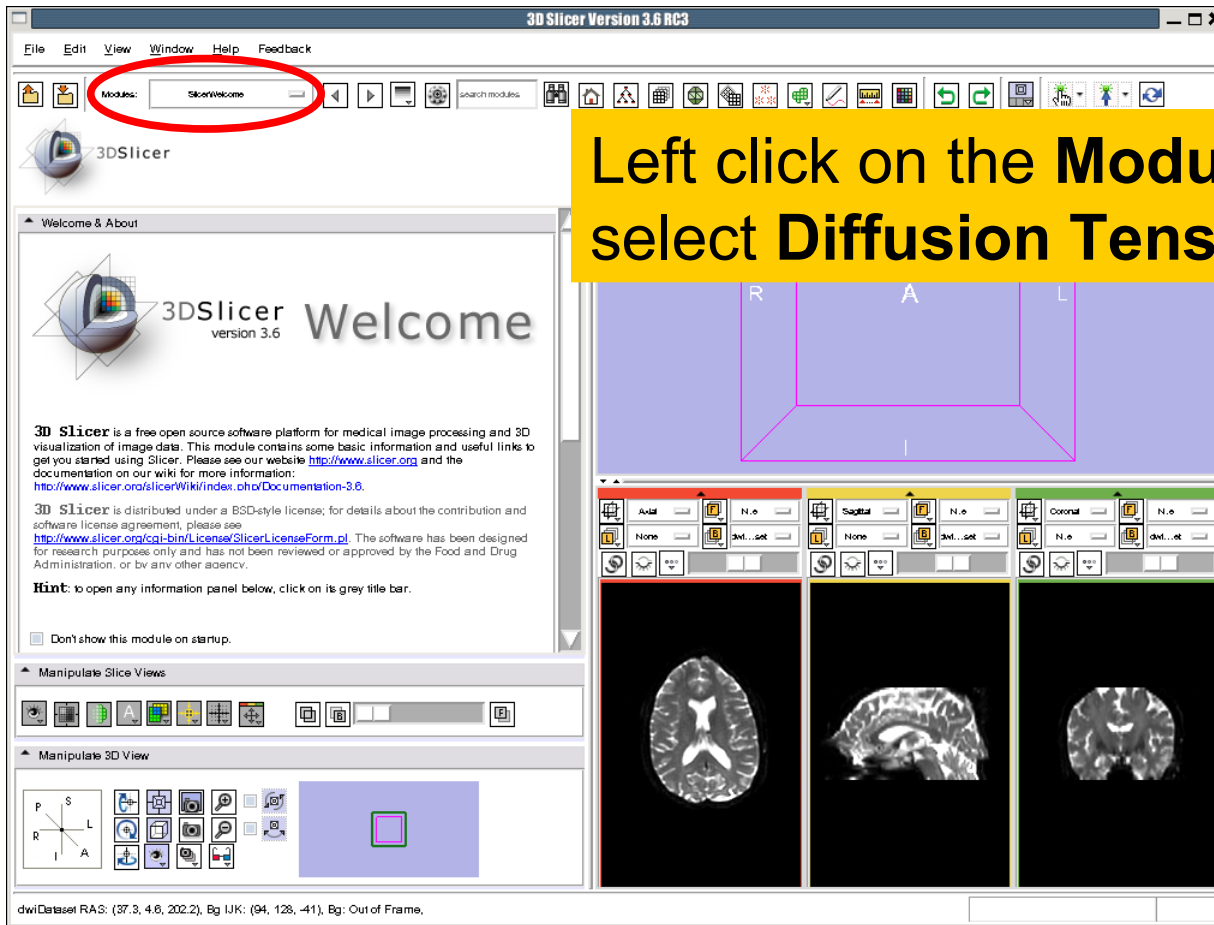 3D Slicer Version 3.6 RC3
File Edit View Window Help Feedback
Modules: SlicerWelcome search modules
3DSlicer
Left click on the Modu
select Diffusion Tens
Welcome & About
3DSlicer
version 3.6
Welcome
3D Slicer is a free open source software platform for medical image processing and 3D
visualization of image data. This module contains some basic information and useful links to
get you started using Slicer. Please see our website http://www.slicer.org and the
documentation on our wiki for more information:
http://www.slicer.org/slicerWiki/index.php/Documentation-3.6.
3D Slicer is distributed under a BSD-style license; for details about the contribution and
software license agreement, please see
http://www.slicer.org/cgi-bin/License/SlicerLicenseForm.pl. The software has been designed
for research purposes only and has not been reviewed or approved by the Food and Drug
Administration, or by any other agency.
Hint: to open any information panel below, click on its grey title bar.
Don't show this module on startup.
R A L
I
Axial F N..e
L None B dwi...set
Sagittal F N..e
L None B dwi...set
Coronal F N..e
L N..e B dwi...et
Manipulate Slice Views
A B F
Manipulate 3D View
P S
R L
I A
dwiDataset RAS: (37.3, 4.6, 202.2), Bg IJK: (94, 128, -41), Bg: Out of Frame,